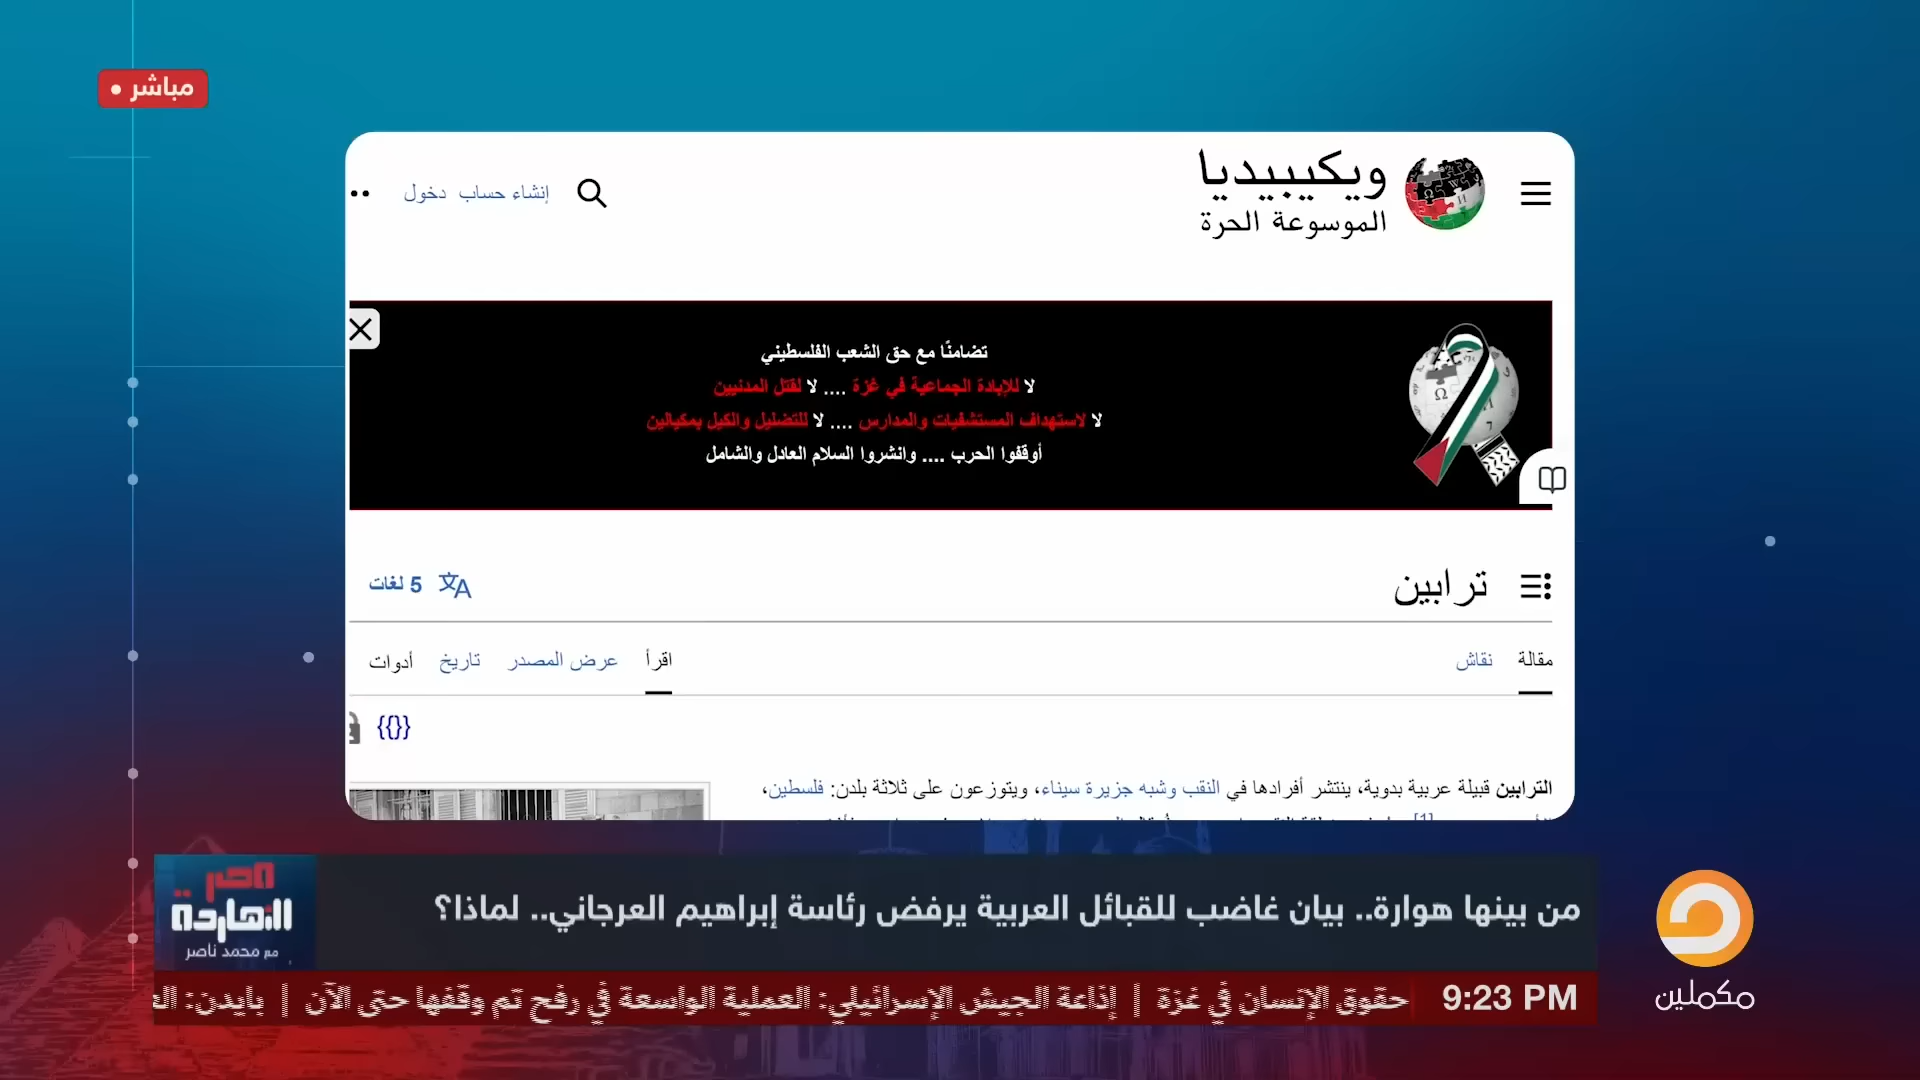 مباشر
ويكيبيديا
الموسوعة الحرة
إنشاء حساب دخول
تضامنًا مع حق الشعب الفلسطيني
لا للإبادة الجماعية في غزة .... لا لقتل المدنيين
لا لاستهداف المستشفيات والمدارس .... لا للتضليل والكيل بمكيالين
أوقفوا الحرب .... وانشروا السلام العادل والشامل
ترابين
5 لغات
مقالة نقاش
اقرأ عرض المصدر تاريخ أدوات
{{}}
الترابين قبيلة عربية بدوية، ينتشر أفرادها في النقب وشبه جزيرة سيناء، ويتوزعون على ثلاثة بلدن: فلسطين،
من بينها هوارة.. بيان غاضب للقبائل العربية يرفض رئاسة إبراهيم العرجاني.. لماذا؟
مصر
النهاردة
مع محمد ناصر
9:23 PM
حقوق الإنسان في غزة | إذاعة الجيش الإسرائيلي: العملية الواسعة في رفح تم وقفها حتى الآن | بايدن:
مكملين